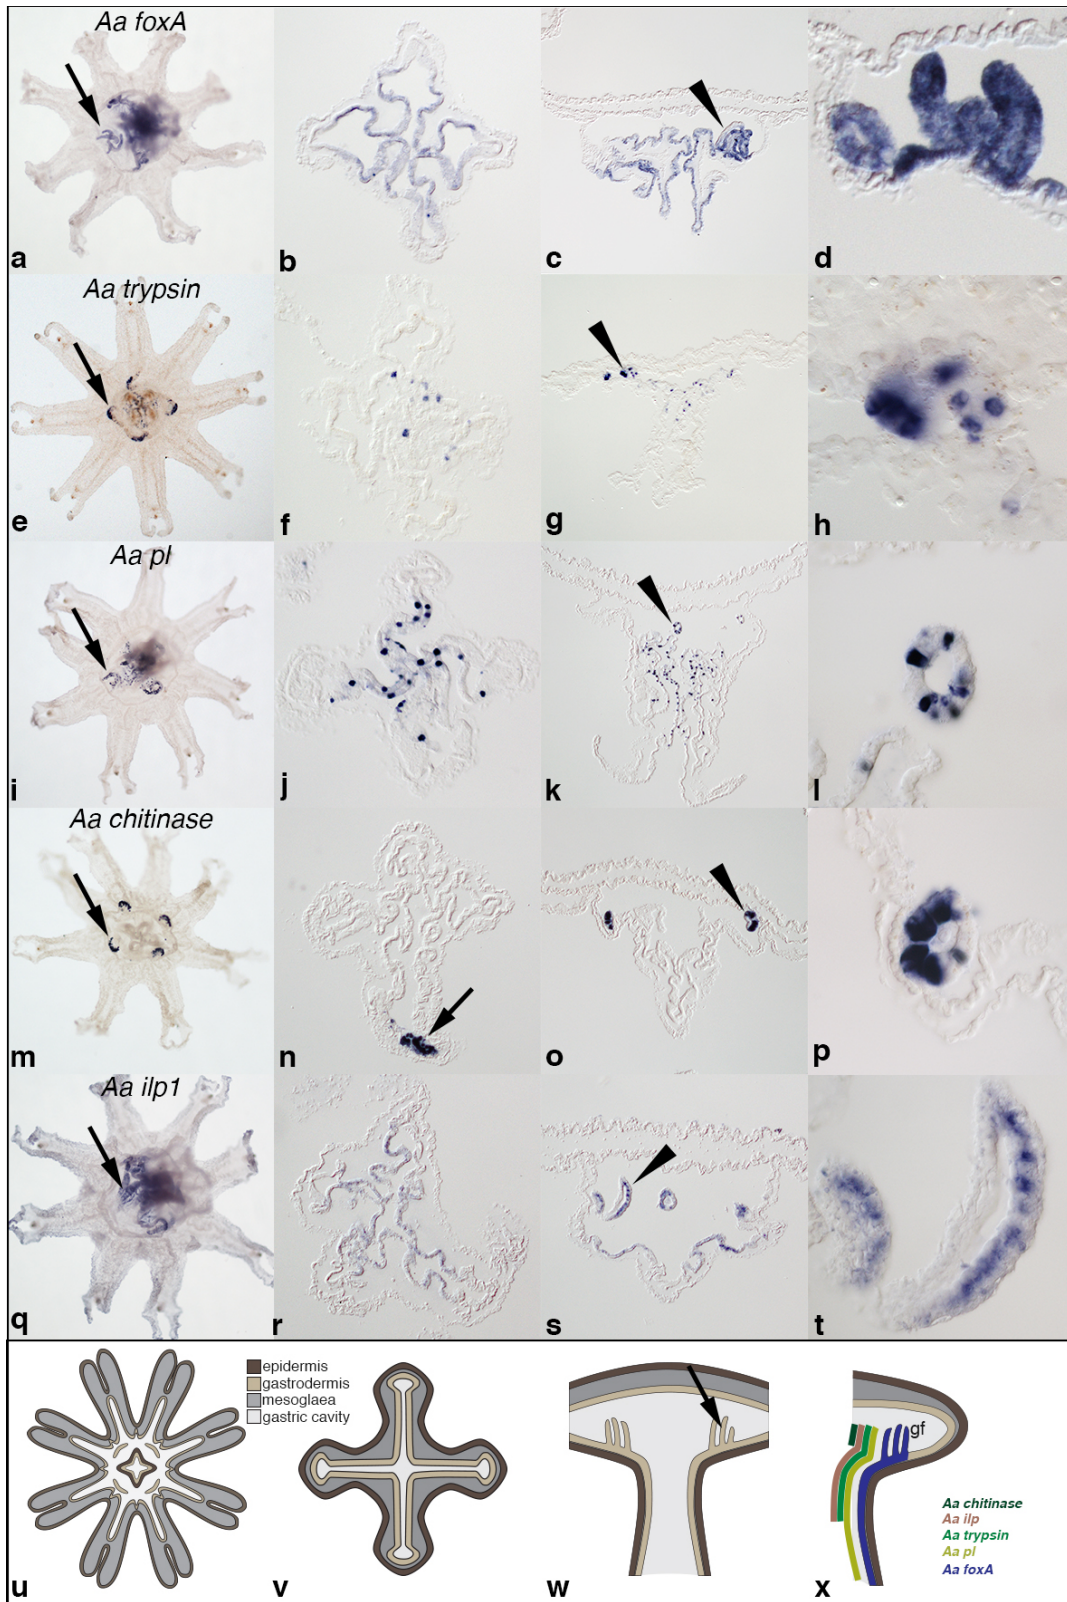 Aa foxA
a
b
c
d
Aa trypsin
e
f
g
h
Aa pl
i
j
k
l
Aa chitinase
m
n
o
p
Aa ilp1
q
r
s
t
epidermis
gastrodermis
mesoglaea
gastric cavity
gf
Aa chitinase
Aa ilp
Aa trypsin
Aa pl
Aa foxA
u
v
w
x